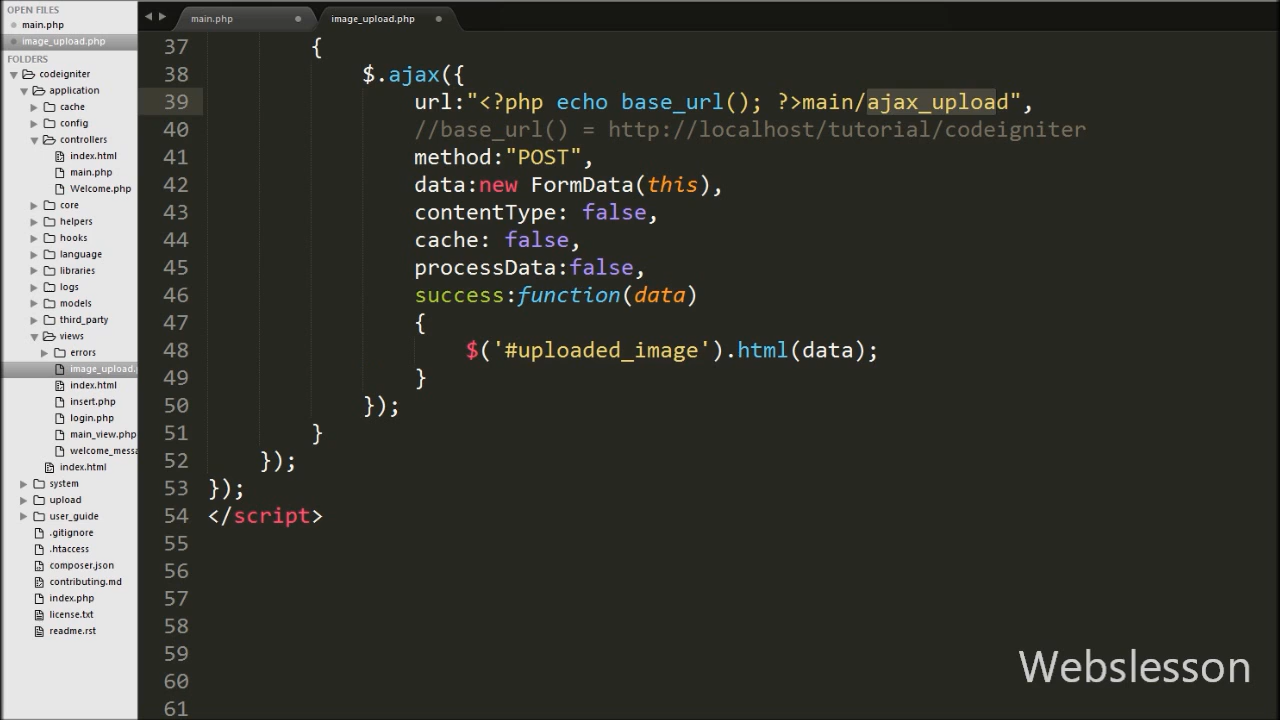 OPEN FILES
main.php
image_upload.php
FOLDERS
codeigniter
application
cache
config
controllers
index.html
main.php
Welcome.php
core
helpers
hooks
language
libraries
logs
models
third_party
views
errors
image_upload.
index.html
insert.php
login.php
main_view.php
welcome_messa
index.html
system
upload
user_guide
.gitignore
.htaccess
composer.json
contributing.md
index.php
license.txt
readme.rst
main.php
image_upload.php
37 {
38 $.ajax({
39 url:"<?php echo base_url(); ?>main/ajax_upload",
40 //base_url() = http://localhost/tutorial/codeigniter
41 method:"POST",
42 data:new FormData(this),
43 contentType: false,
44 cache: false,
45 processData:false,
46 success:function(data)
47 {
48 $('#uploaded_image').html(data);
49 }
50 });
51 }
52 });
53 });
54 </script>
55
56
57
58
59
60
61
Webslesson